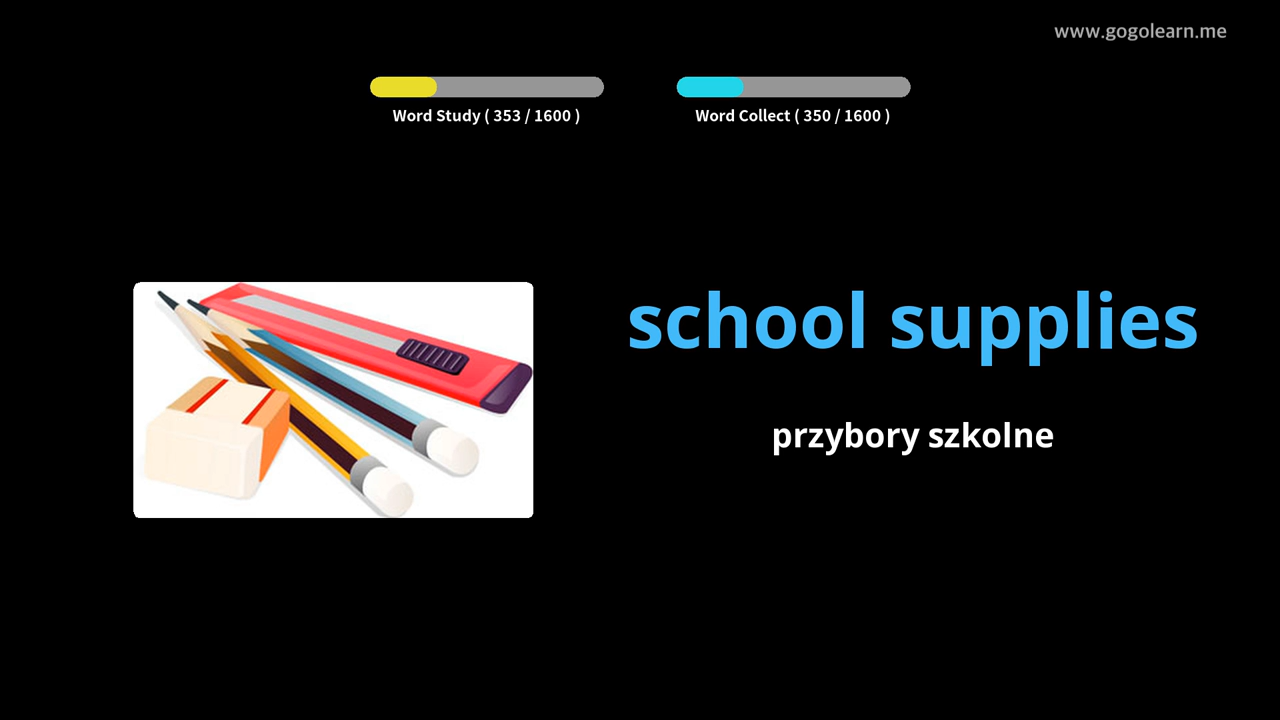 www.gogolearn.me
Word Study ( 353 / 1600 )
Word Collect ( 350 / 1600 )
school supplies
przybory szkolne